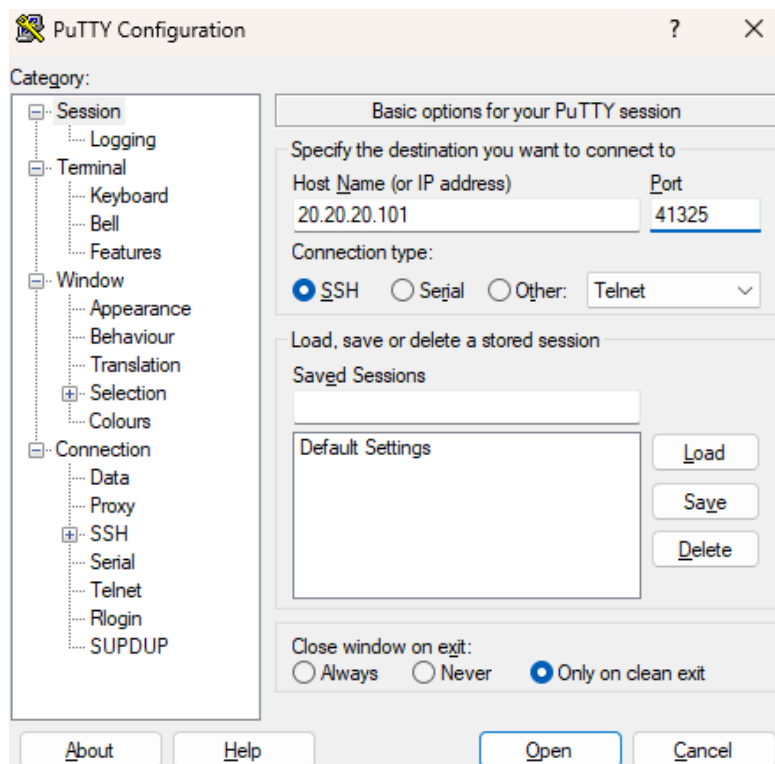 PuTTY Configuration
?
Category:
Session
Logging
Terminal
Keyboard
Bell
Features
Window
Appearance
Behaviour
Translation
Selection
Colours
Connection
Data
Proxy
SSH
Serial
Telnet
Rlogin
SUPDUP
Basic options for your PuTTY session
Specify the destination you want to connect to
Host Name (or IP address) Port
20.20.20.101 41325
Connection type:
SSH Serial Other: Telnet
Load, save or delete a stored session
Saved Sessions
Default Settings
Load
Save
Delete
Close window on exit:
Always Never Only on clean exit
About Help Open Cancel